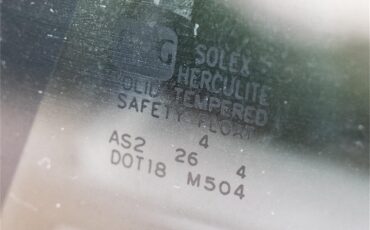 SOLEX
HERCULITE
SOLID TEMPERED
SAFETY FLOAT
4
AS2 26 4
DOT18 M504